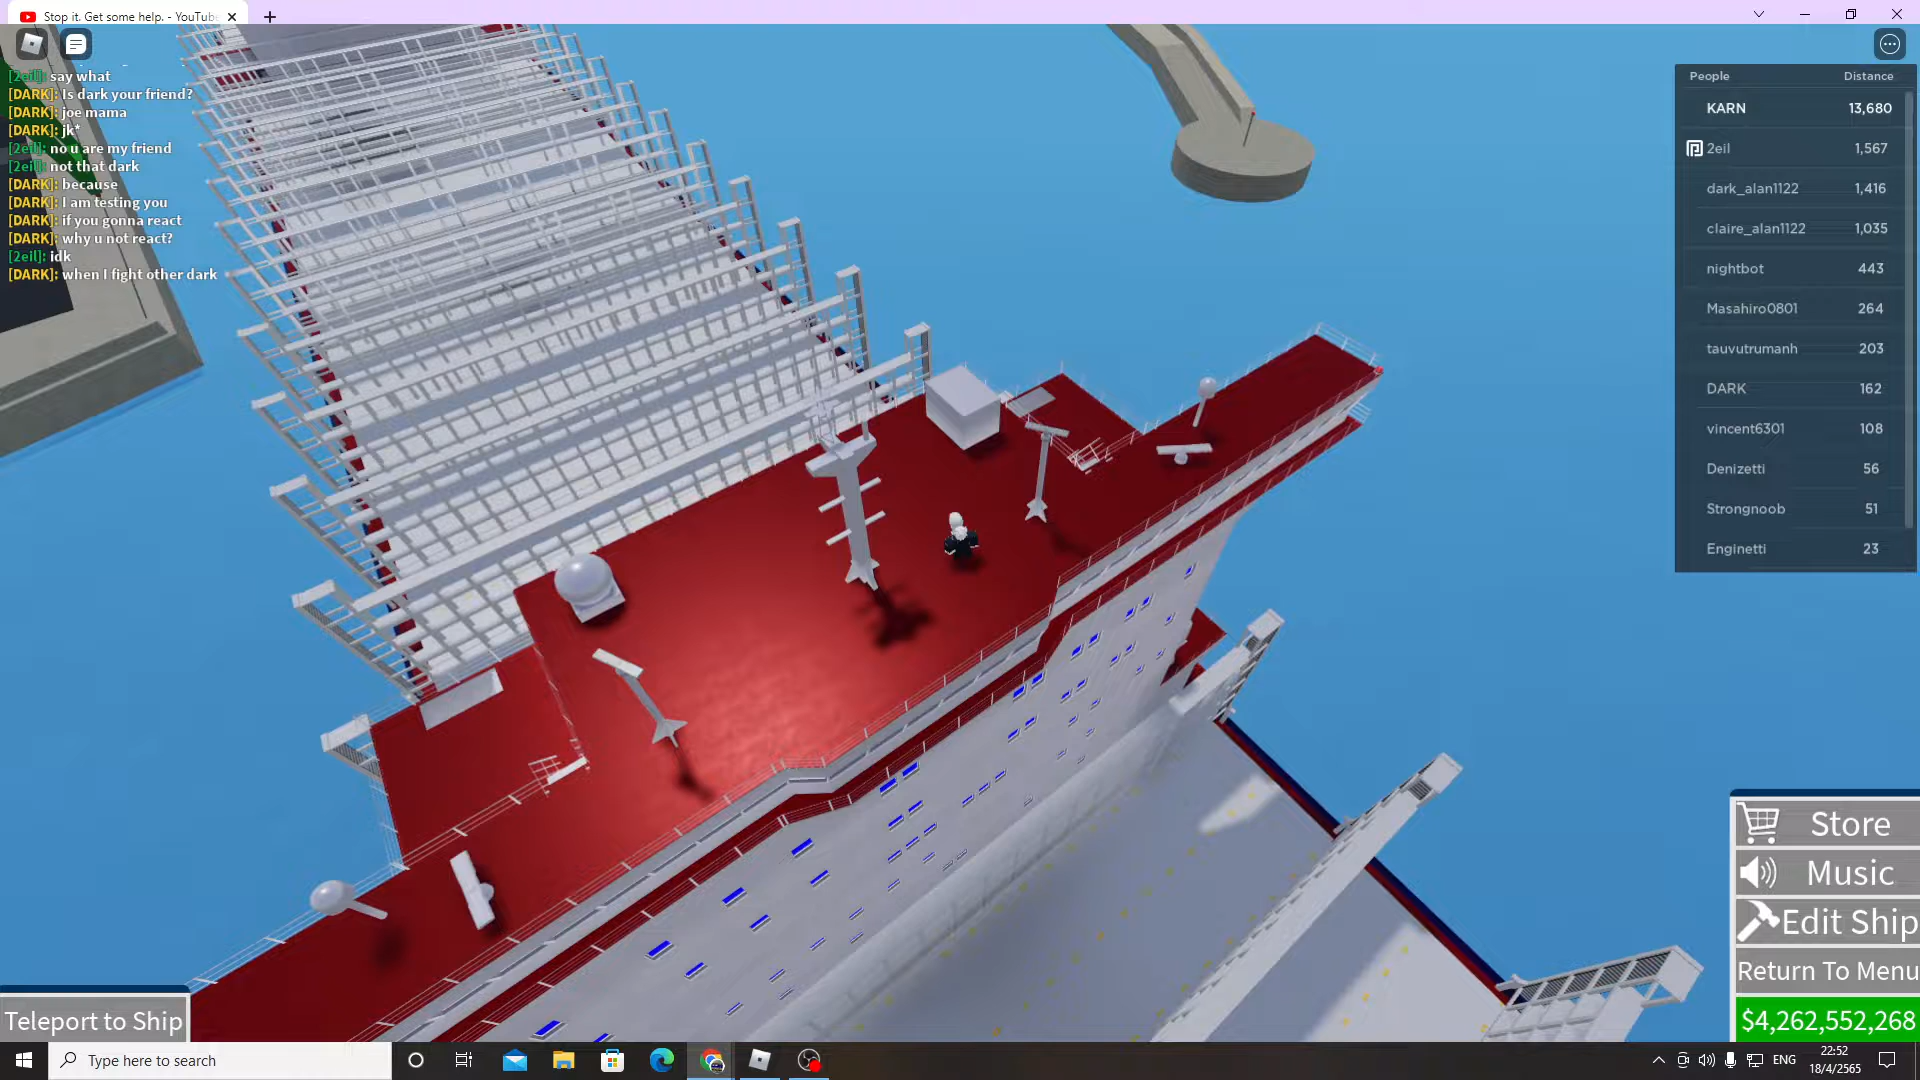 Stop it. Get some help. - YouTube
[2eil]: say what
[DARK]: Is dark your friend?
[DARK]: joe mama
[DARK]: jk*
[2eil]: no u are my friend
[2eil]: not that dark
[DARK]: because
[DARK]: I am testing you
[DARK]: if you gonna react
[DARK]: why u not react?
[2eil]: idk
[DARK]: when I fight other dark
People Distance
KARN 13,680
2eil 1,567
dark_alan1122 1,416
claire_alan1122 1,035
nightbot 443
Masahiro0801 264
tauvutrumanh 203
DARK 162
vincent6301 108
Denizetti 56
Strongnoob 51
Enginetti 23
Store
Music
Edit Ship
Return To Menu
$4,262,552,268
Teleport to Ship
Type here to search
ENG
22:52
18/4/2565